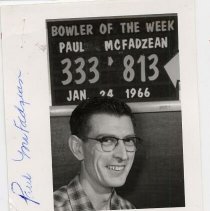 BOWLER OF THE WEEK
PAUL McFADZEAN
333 813
JAN 24 1966
Paul McFadzean